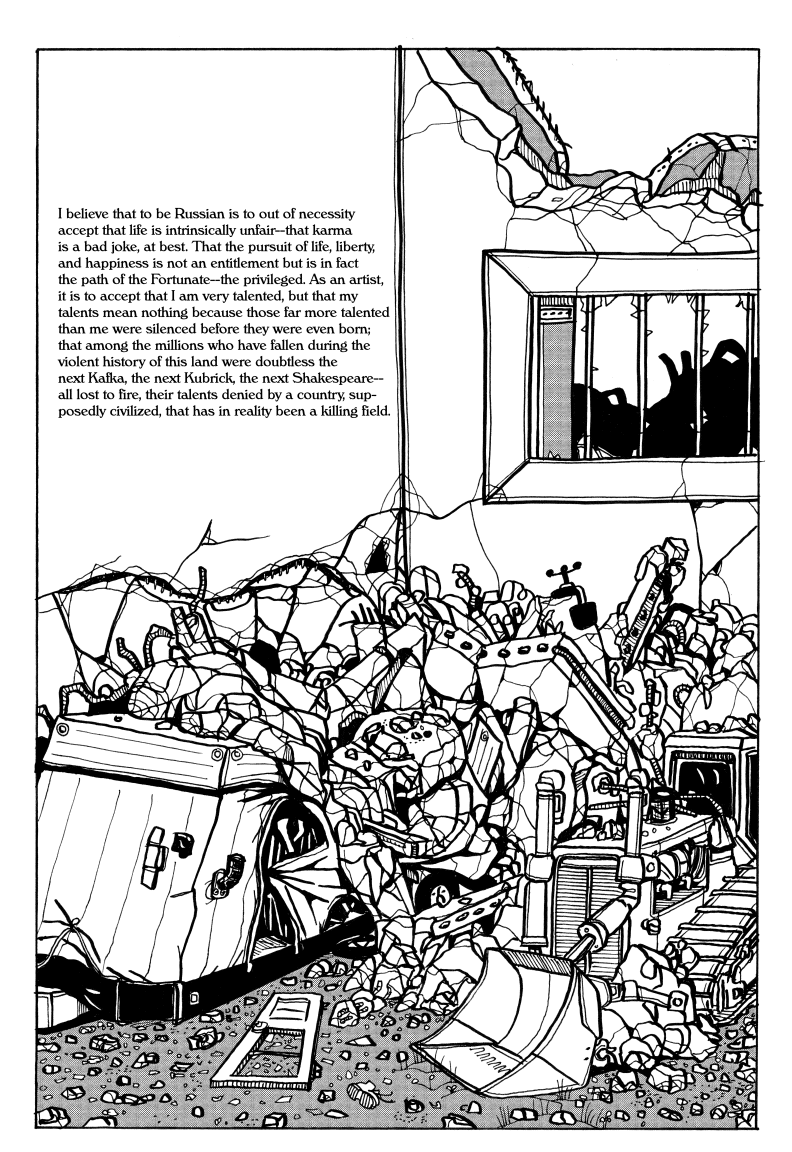 I believe that to be Russian is to out of necessity
accept that life is intrinsically unfair--that karma
is a bad joke, at best. That the pursuit of life, liberty,
and happiness is not an entitlement but is in fact
the path of the Fortunate--the privileged. As an artist,
it is to accept that I am very talented, but that my
talents mean nothing because those far more talented
than me were silenced before they were even born;
that among the millions who have fallen during the
violent history of this land were doubtless the
next Kafka, the next Kubrick, the next Shakespeare--
all lost to fire, their talents denied by a country, sup-
posedly civilized, that has in reality been a killing field.